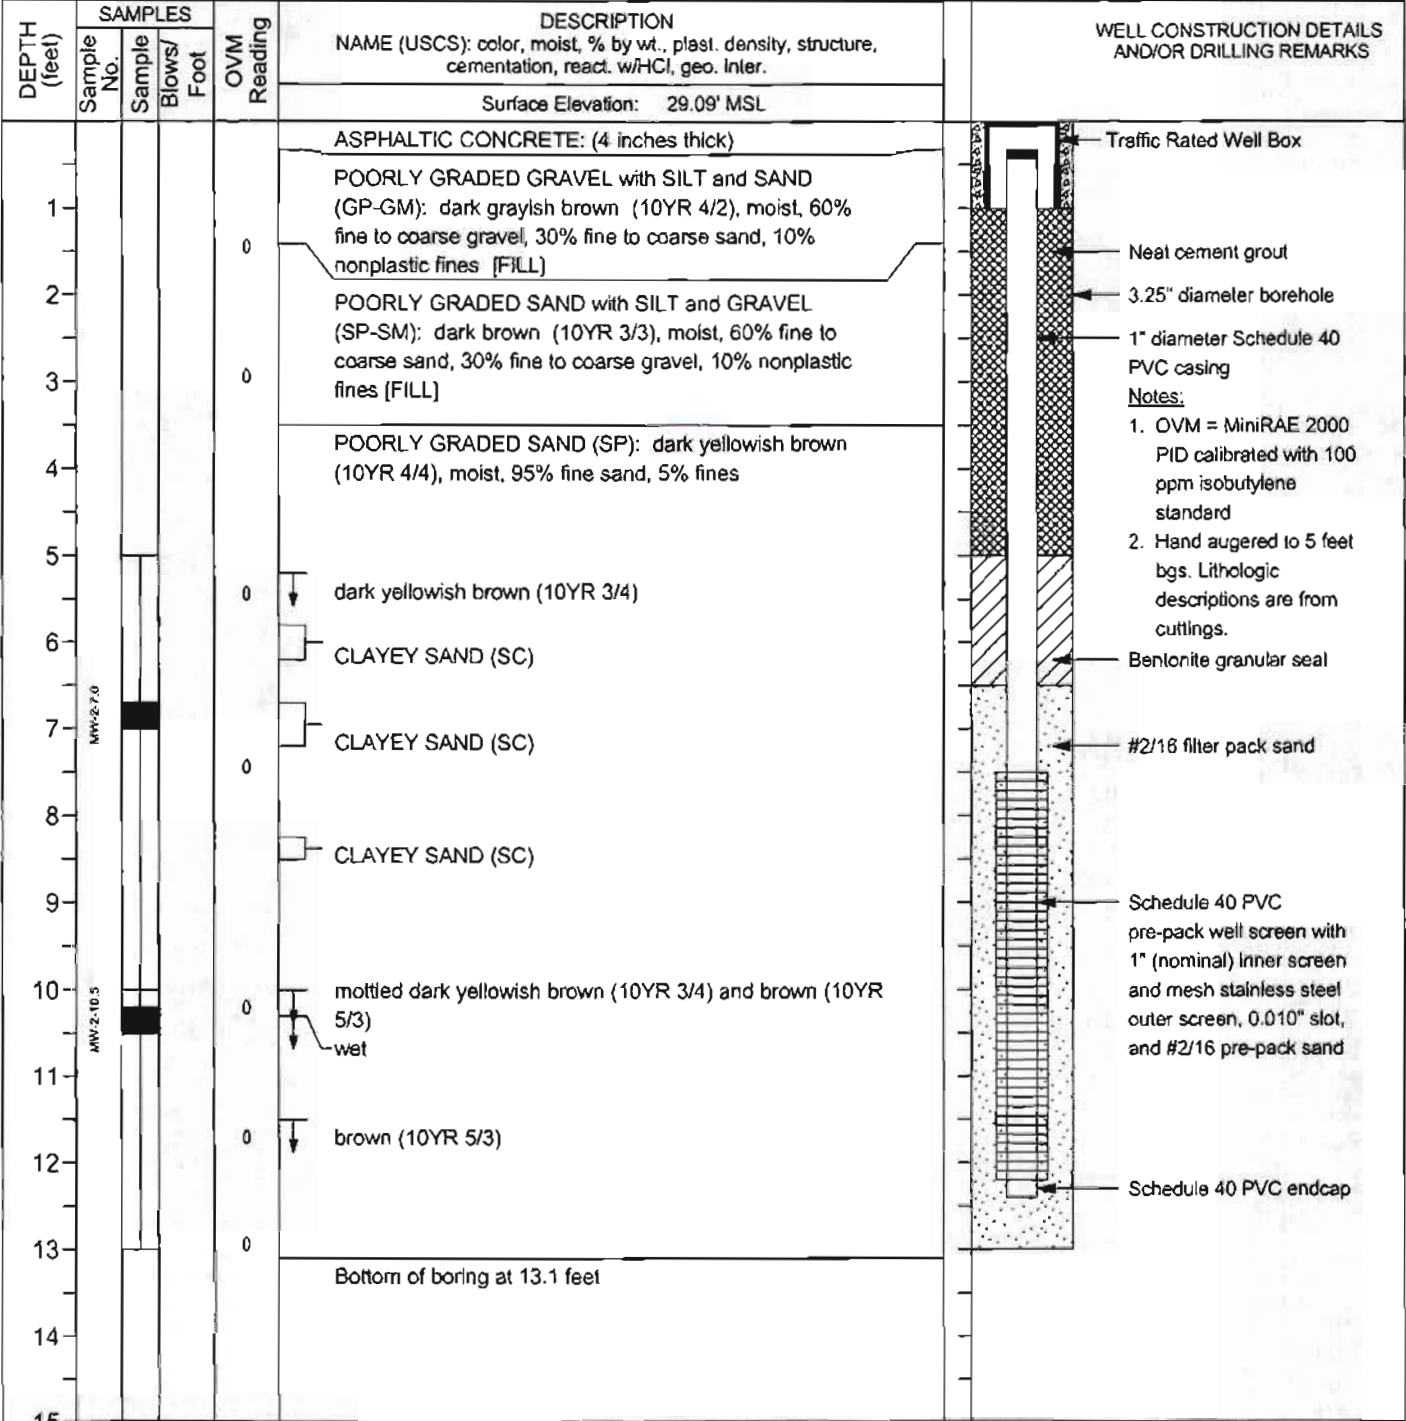 DEPTH
(feet)
SAMPLES
Sample
No.
Sample
Blows/
Foot
OVM
Reading
DESCRIPTION
NAME (USCS): color, moist, % by wt., plast. density, structure,
cementation, react. w/HCl, geo. Inter.
Surface Elevation: 29.09' MSL
WELL CONSTRUCTION DETAILS
AND/OR DRILLING REMARKS
ASPHALTIC CONCRETE: (4 inches thick)
POORLY GRADED GRAVEL with SILT and SAND
(GP-GM): dark grayish brown (10YR 4/2), moist, 60%
fine to coarse gravel, 30% fine to coarse sand, 10%
nonplastic fines [FILL]
POORLY GRADED SAND with SILT and GRAVEL
(SP-SM): dark brown (10YR 3/3), moist, 60% fine to
coarse sand, 30% fine to coarse gravel, 10% nonplastic
fines [FILL]
POORLY GRADED SAND (SP): dark yellowish brown
(10YR 4/4), moist, 95% fine sand, 5% fines
dark yellowish brown (10YR 3/4)
CLAYEY SAND (SC)
CLAYEY SAND (SC)
CLAYEY SAND (SC)
mottled dark yellowish brown (10YR 3/4) and brown (10YR
5/3)
wet
brown (10YR 5/3)
Bottom of boring at 13.1 feet
1
2
3
4
5
6
7
8
9
10
11
12
13
14
15
MW-2-7.0
MW-2-10.5
0
0
0
0
0
0
0
Traffic Rated Well Box
Neat cement grout
3.25" diameter borehole
1" diameter Schedule 40
PVC casing
Notes:
1. OVM = MiniRAE 2000
PID calibrated with 100
ppm isobutylene
standard
2. Hand augered to 5 feet
bgs. Lithologic
descriptions are from
cuttings.
Bentonite granular seal
#2/16 filter pack sand
Schedule 40 PVC
pre-pack well screen with
1" (nominal) inner screen
and mesh stainless steel
outer screen, 0.010" slot,
and #2/16 pre-pack sand
Schedule 40 PVC endcap